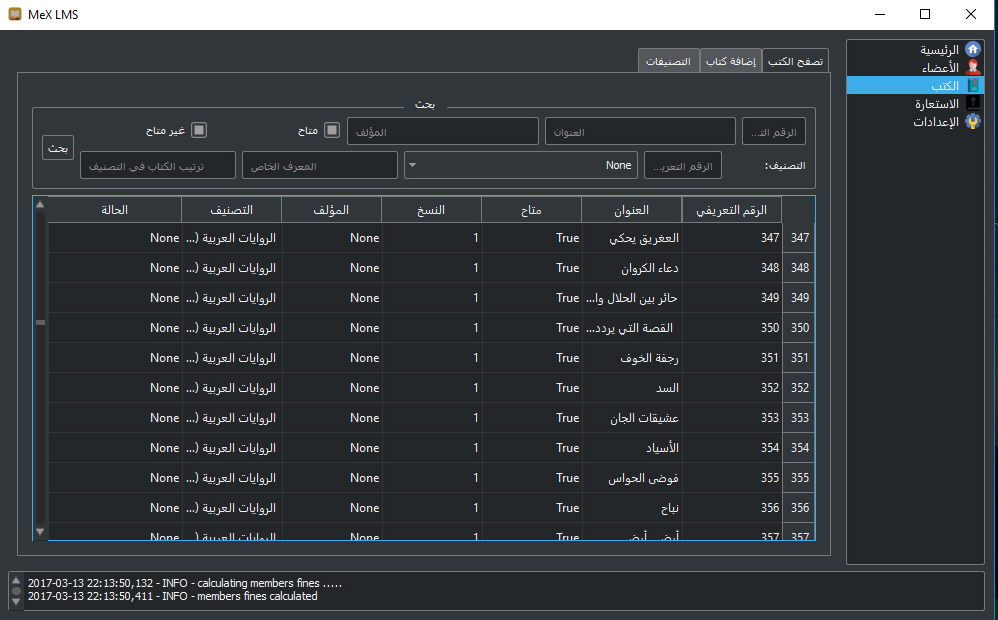 MeX LMS
الرئيسية
الأعضاء
الكتب
الاستعارة
الإعدادات
تصفح الكتب
إضافة كتاب
التصنيفات
بحث
الرقم الت...
العنوان
المؤلف
متاح
غير متاح
بحث
التصنيف:
الرقم التعريـ...
None
المعرف الخاص
ترتيب الكتاب في التصنيف
الرقم التعريفي العنوان متاح النسخ المؤلف التصنيف الحالة
347 347 العغريق يحكي True 1 None الروايات العربية (... None
348 348 دعاء الكروان True 1 None الروايات العربية (... None
349 349 حائر بين الحلال وا... True 1 None الروايات العربية (... None
350 350 القصة التي يردد... True 1 None الروايات العربية (... None
351 351 رجفة الخوف True 1 None الروايات العربية (... None
352 352 السد True 1 None الروايات العربية (... None
353 353 عشيقات الجان True 1 None الروايات العربية (... None
354 354 الأسياد True 1 None الروايات العربية (... None
355 355 فوضى الحواس True 1 None الروايات العربية (... None
356 356 نباح True 1 None الروايات العربية (... None
357 357 True 1 None الروايات العربية (... None
2017-03-13 22:13:50,132 - INFO - calculating members fines .....
2017-03-13 22:13:50,411 - INFO - members fines calculated